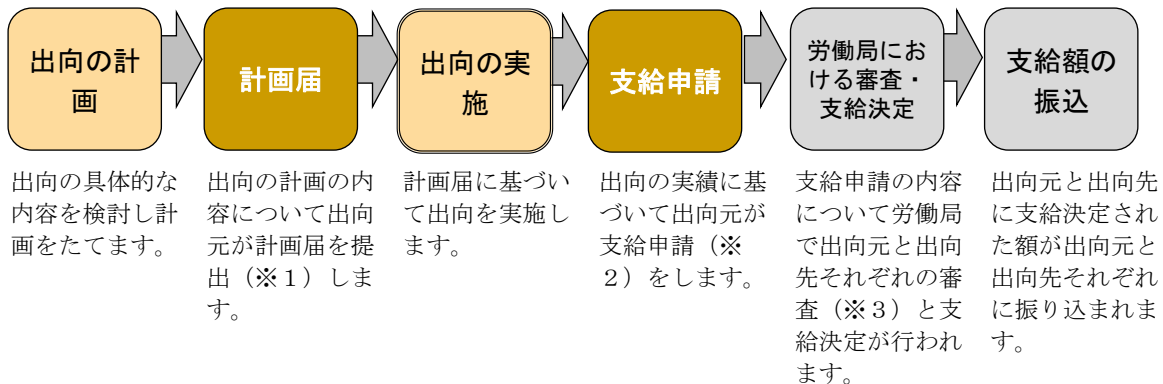 出向の計
画
計画届
出向の実
施
支給申請
労働局にお
ける審査・
支給決定
支給額の
振込
出向の具体的な
内容を検討し計
画をたてます。
出向の計画の内
容について出向
元が計画届を提
出（※１）しま
す。
計画届に基づい
て出向を実施し
ます。
出向の実績に基
づいて出向元が
支給申請（※
２）をします。
支給申請の内容
について労働局
で出向元と出向
先それぞれの審
査（※３）と支
給決定が行われ
ます。
出向元と出向先
に支給決定され
た額が出向元と
出向先それぞれ
に振り込まれま
す。